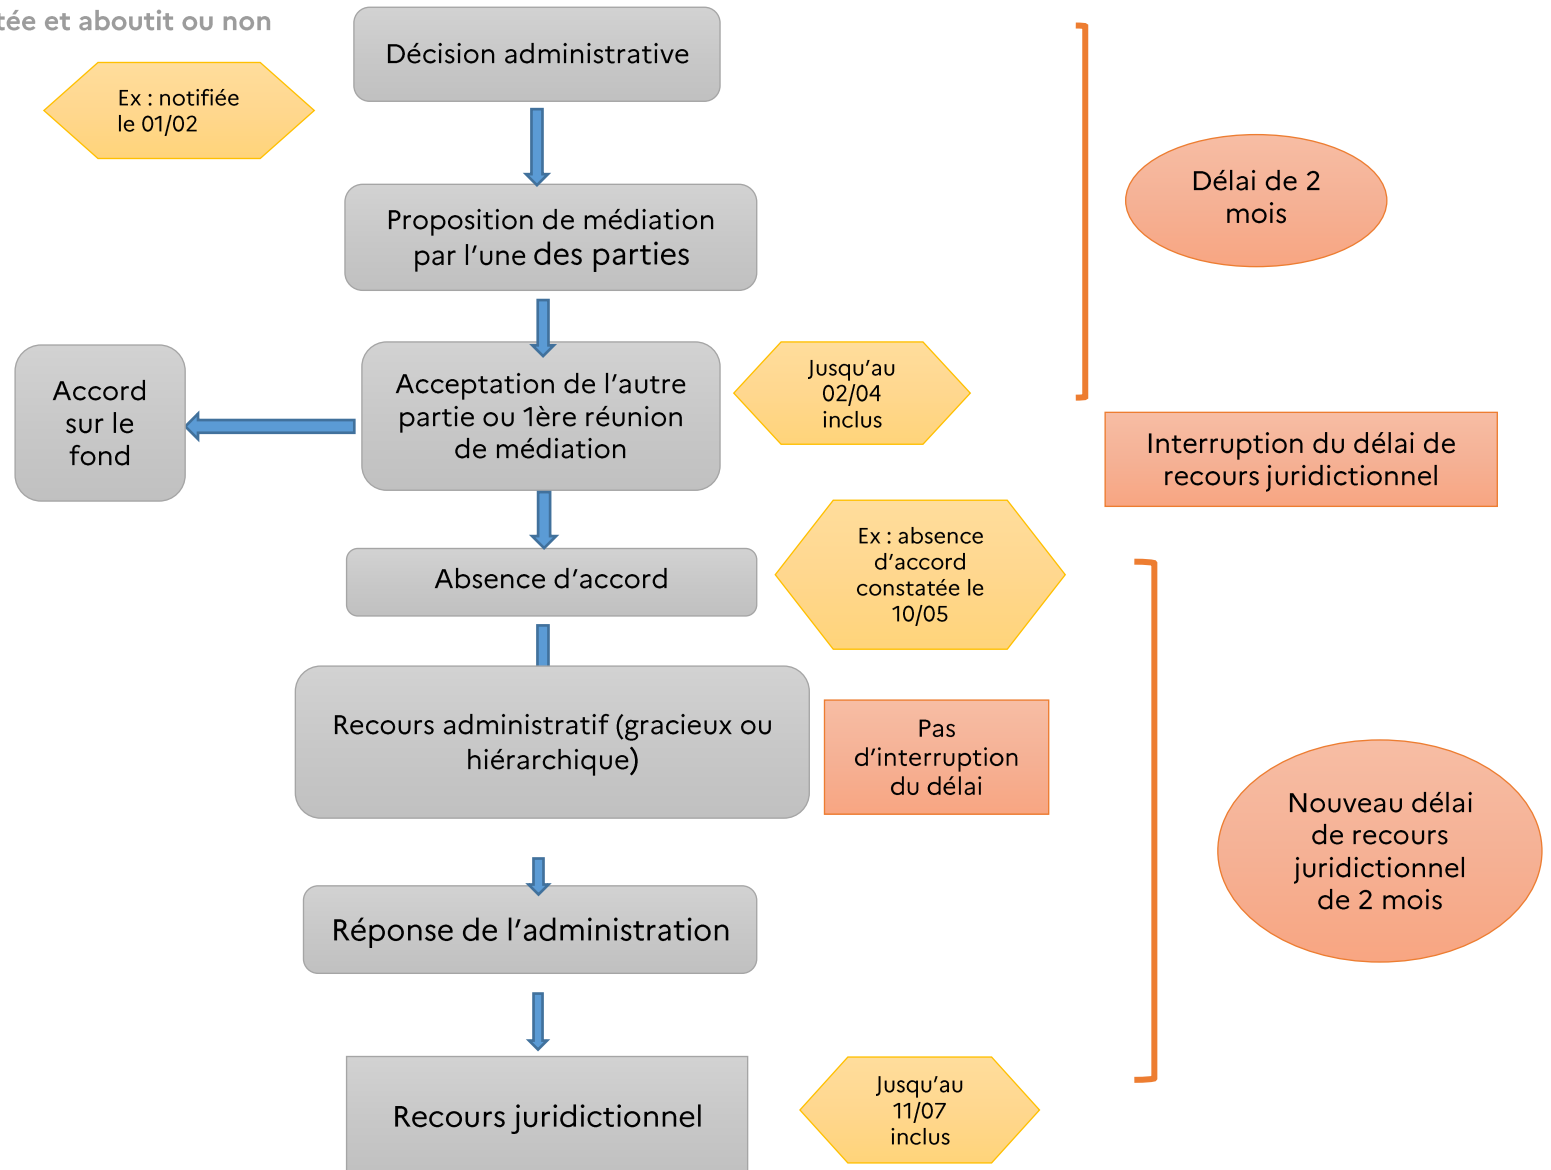 et aboutit ou non
Décision administrative
Ex : notifiée
le 01/02
Délai de 2
mois
Proposition de médiation
par l’une des parties
Accord
sur le
fond
Acceptation de l’autre
partie ou 1ère réunion
de médiation
Jusqu’au
02/04
inclus
Interruption du délai de
recours juridictionnel
Absence d’accord
Ex : absence
d’accord
constatée le
10/05
Recours administratif (gracieux ou
hiérarchique)
Pas
d’interruption
du délai
Nouveau délai
de recours
juridictionnel
de 2 mois
Réponse de l’administration
Recours juridictionnel
Jusqu’au
11/07
inclus